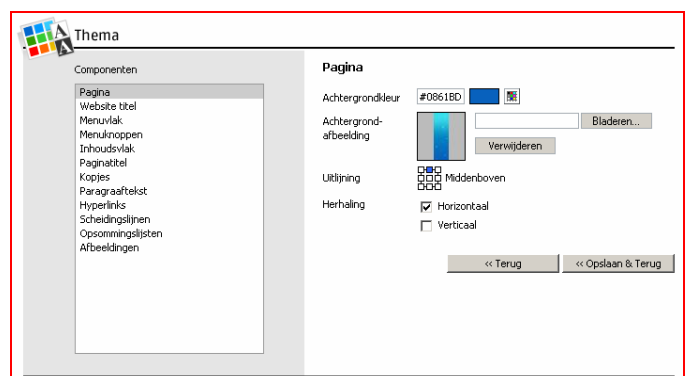 Thema
Componenten
Pagina
Website titel
Menuvlak
Menuknoppen
Inhoudsvlak
Paginatitel
Kopjes
Paragraaftekst
Hyperlinks
Scheidingslijnen
Opsommingslijsten
Afbeeldingen
Pagina
Achtergrondkleur #0861BD
Achtergrond-
afbeelding
Bladeren...
Verwijderen
Uitlijning Middenboven
Herhaling Horizontaal
Verticaal
<< Terug << Opslaan & Terug